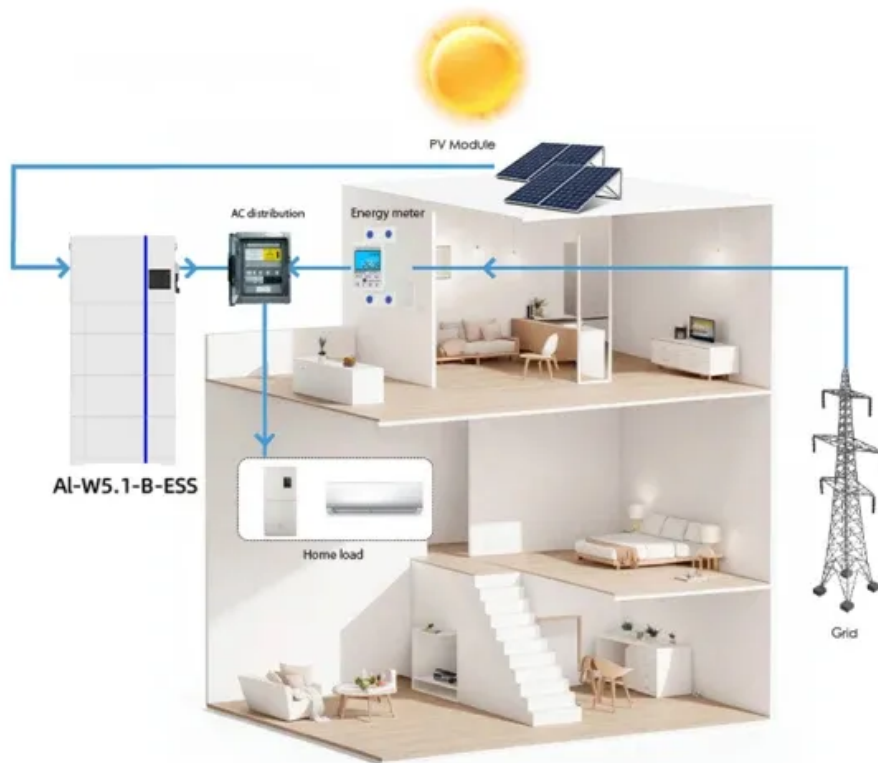 PV Module
AC distribution
Energy meter
Al-W5.1-B-ESS
Home load
Grid